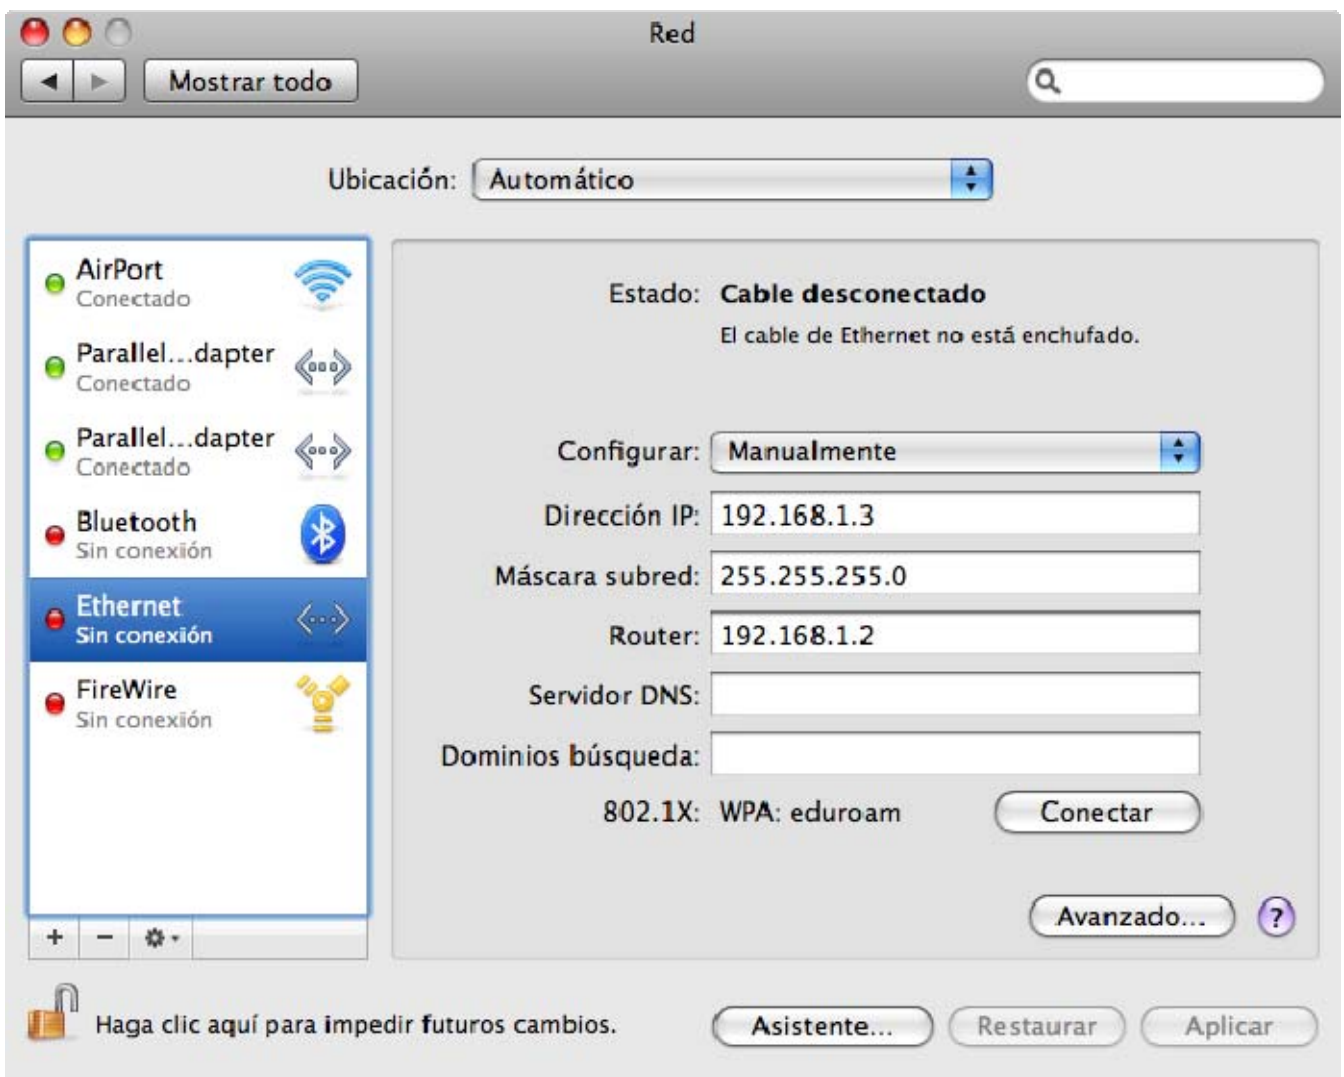 Red
Mostrar todo
Ubicación: Automático
AirPort
Conectado
Parallel...dapter
Conectado
Parallel...dapter
Conectado
Bluetooth
Sin conexión
Ethernet
Sin conexión
FireWire
Sin conexión
Estado: Cable desconectado
El cable de Ethernet no está enchufado.
Configurar: Manualmente
Dirección IP: 192.168.1.3
Máscara subred: 255.255.255.0
Router: 192.168.1.2
Servidor DNS:
Dominios búsqueda:
802.1X: WPA: eduroam Conectar
Avanzado... ?
Haga clic aquí para impedir futuros cambios.
Asistente... Restaurar Aplicar